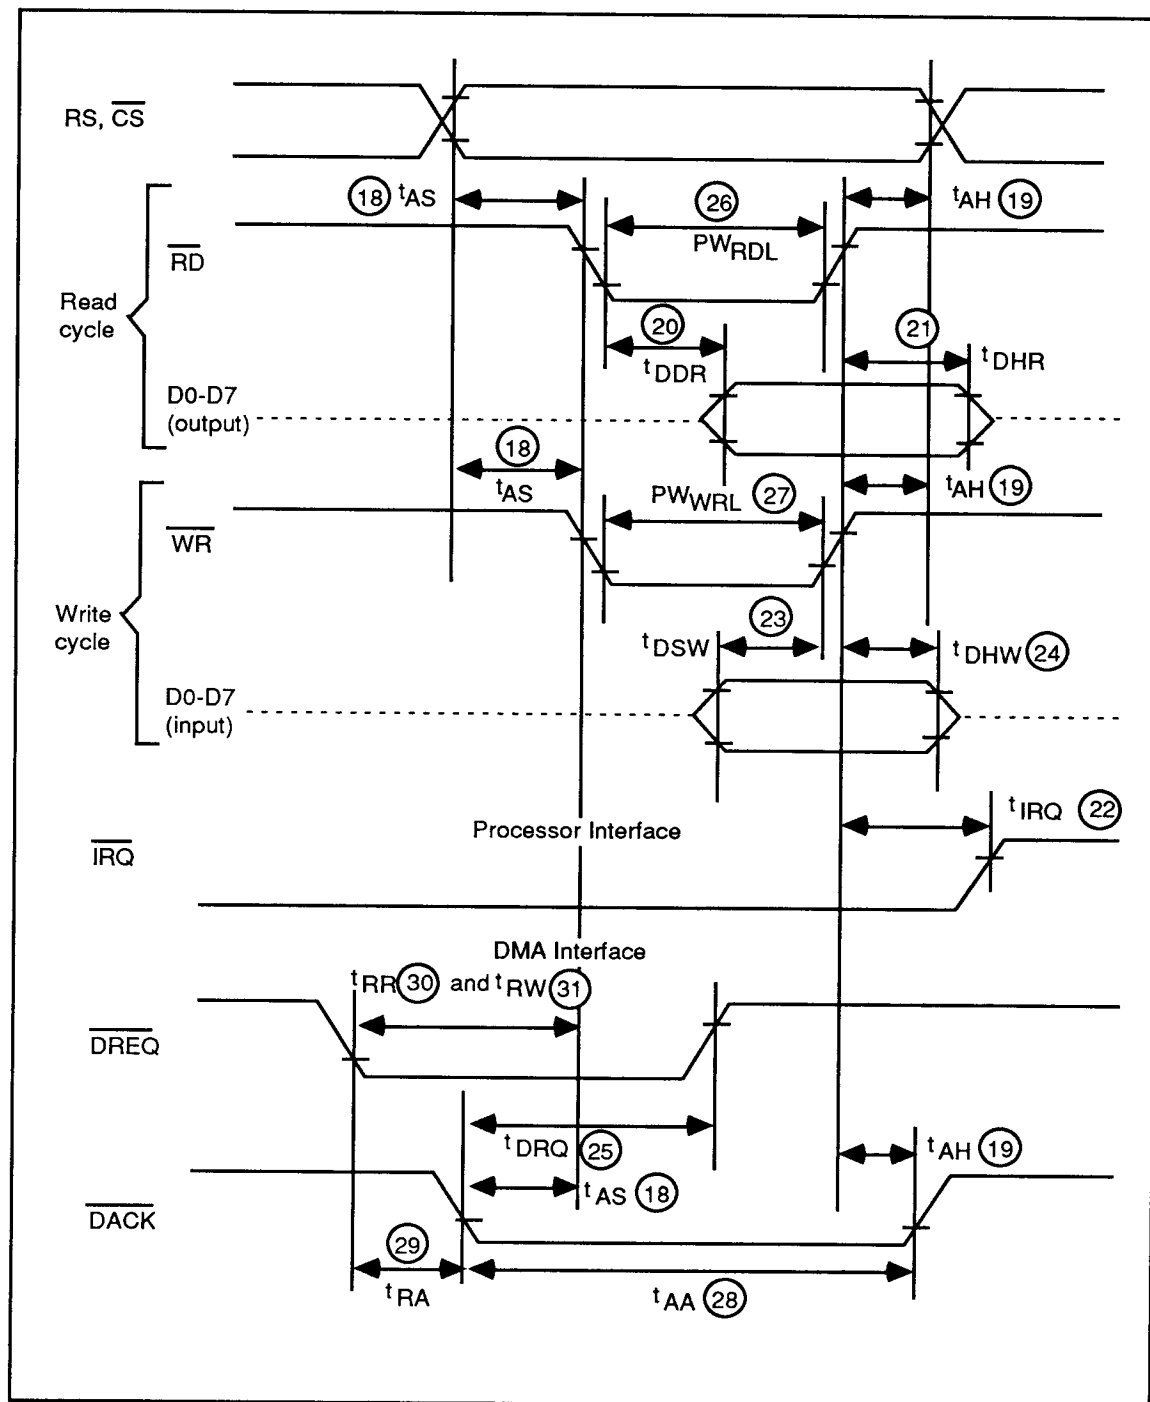 RS, CS
18 tAS
26
tAH 19
PWRDL
RD
Read
cycle
20
21
tDDR
tDHR
D0-D7
(output)
18
tAS
PWWRL 27
tAH 19
WR
Write
cycle
23
tDSW
tDHW 24
D0-D7
(input)
tIRQ 22
Processor Interface
IRQ
DMA Interface
tRR 30 and tRW 31
DREQ
tDRQ 25
tAH 19
tAS 18
DACK
29
tRA
tAA 28